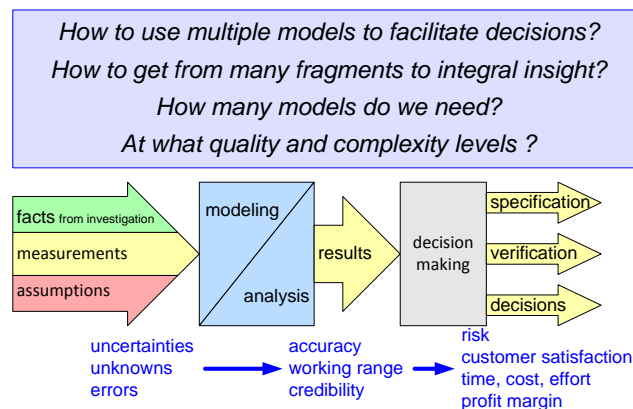 How to use multiple models to facilitate decisions?
How to get from many fragments to integral insight?
How many models do we need?
At what quality and complexity levels ?
facts from investigation
measurements
assumptions
modeling
analysis
results
decision
making
specification
verification
decisions
uncertainties
unknowns
errors
accuracy
working range
credibility
risk
customer satisfaction
time, cost, effort
profit margin